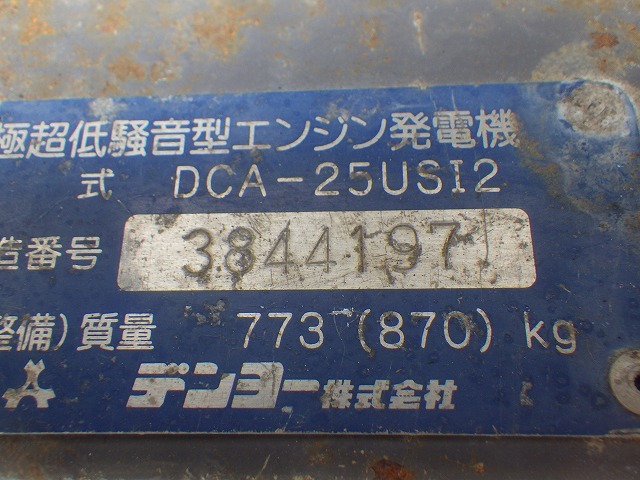 極超低騒音型エンジン発電機
式 DCA-25USI2
造番号 3844197
整備)質量 773(870)kg
デンヨー株式会社